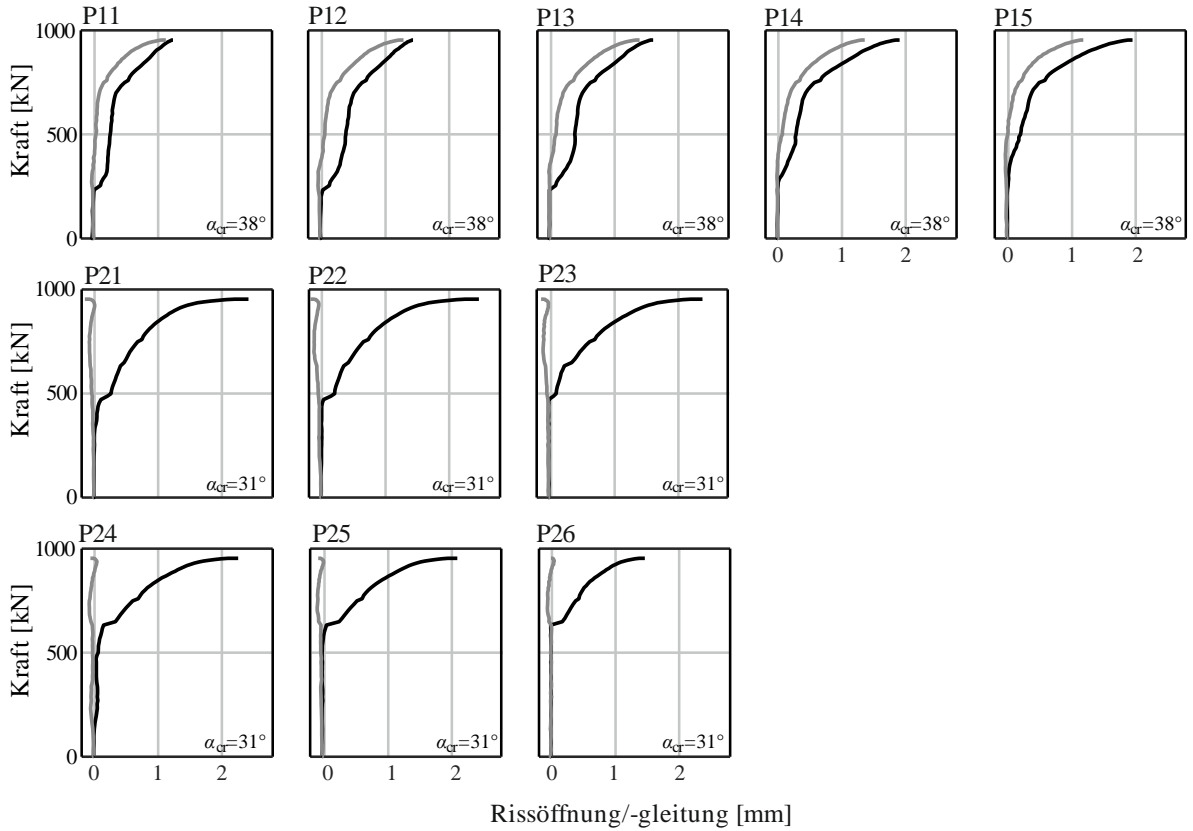 P11 P12 P13 P14 P15
1000
Kraft [kN]
500
0
α_cr=38° α_cr=38° α_cr=38° α_cr=38° α_cr=38°
0 1 2 0 1 2
P21 P22 P23
1000
Kraft [kN]
500
0
α_cr=31° α_cr=31° α_cr=31°
P24 P25 P26
1000
Kraft [kN]
500
0
α_cr=31° α_cr=31° α_cr=31°
0 1 2 0 1 2 0 1 2
Rissöffnung/-gleitung [mm]